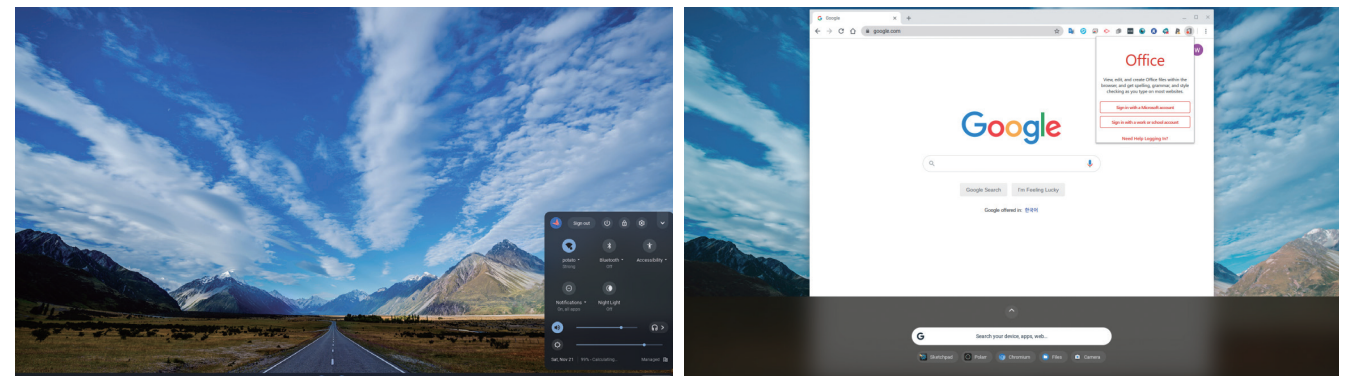 Sign out
potato
Strong
Bluetooth
Off
Accessibility
Notifications
On, all apps
Night Light
Off
Sat, Nov 21
99% - Calculating...
Managed
Google
google.com
W
Office
View, edit, and create Office files within the
browser, and get spelling, grammar, and style
checking as you type on most websites.
Sign in with a Microsoft account
Sign in with a work or school account
Need Help Logging In?
Google
Google Search
I'm Feeling Lucky
Google offered in: 한국어
G
Search your device, apps, web...
Sketchpad
Poker
Chromium
Files
Camera